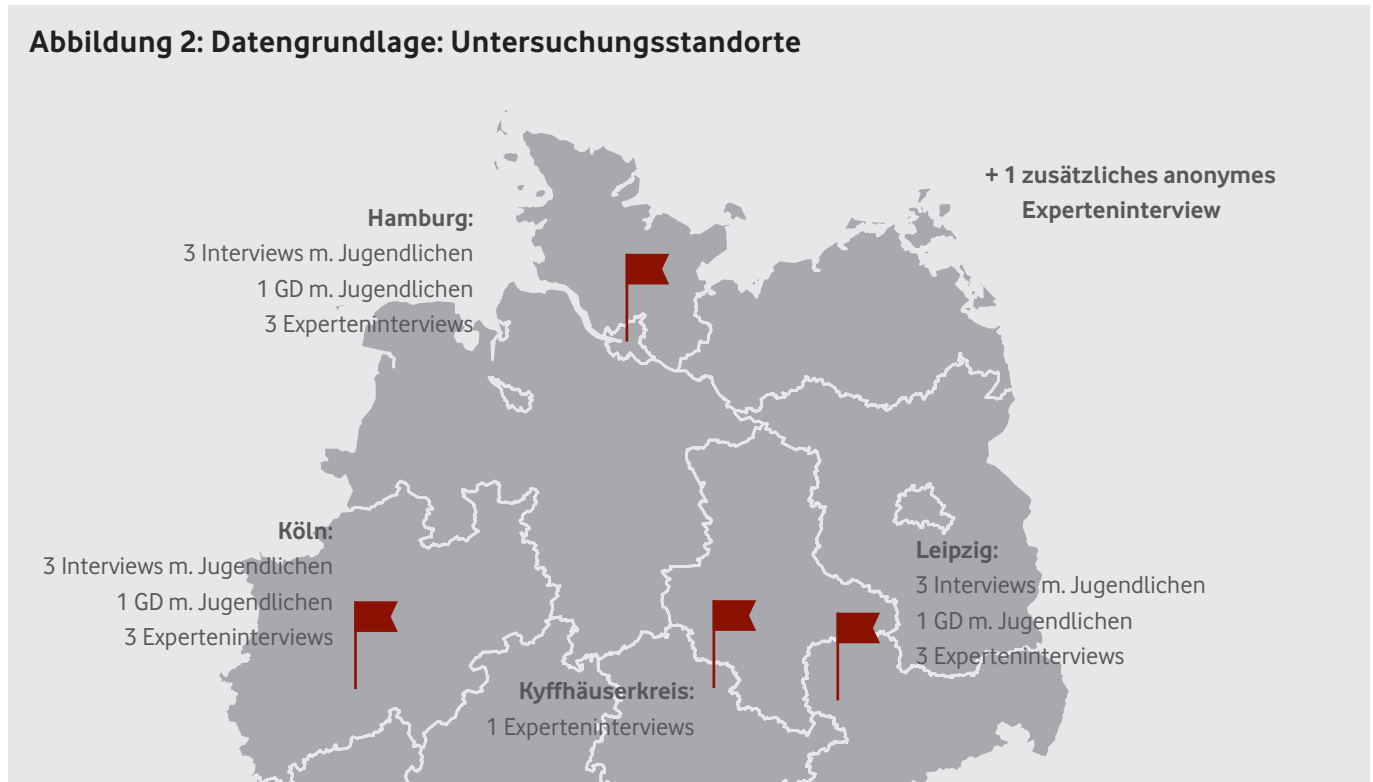 Abbildung 2: Datengrundlage: Untersuchungsstandorte
+ 1 zusätzliches anonymes
Experteninterview
Hamburg:
3 Interviews m. Jugendlichen
1 GD m. Jugendlichen
3 Experteninterviews
Köln:
3 Interviews m. Jugendlichen
1 GD m. Jugendlichen
3 Experteninterviews
Leipzig:
3 Interviews m. Jugendlichen
1 GD m. Jugendlichen
3 Experteninterviews
Kyffhäuserkreis:
1 Experteninterviews